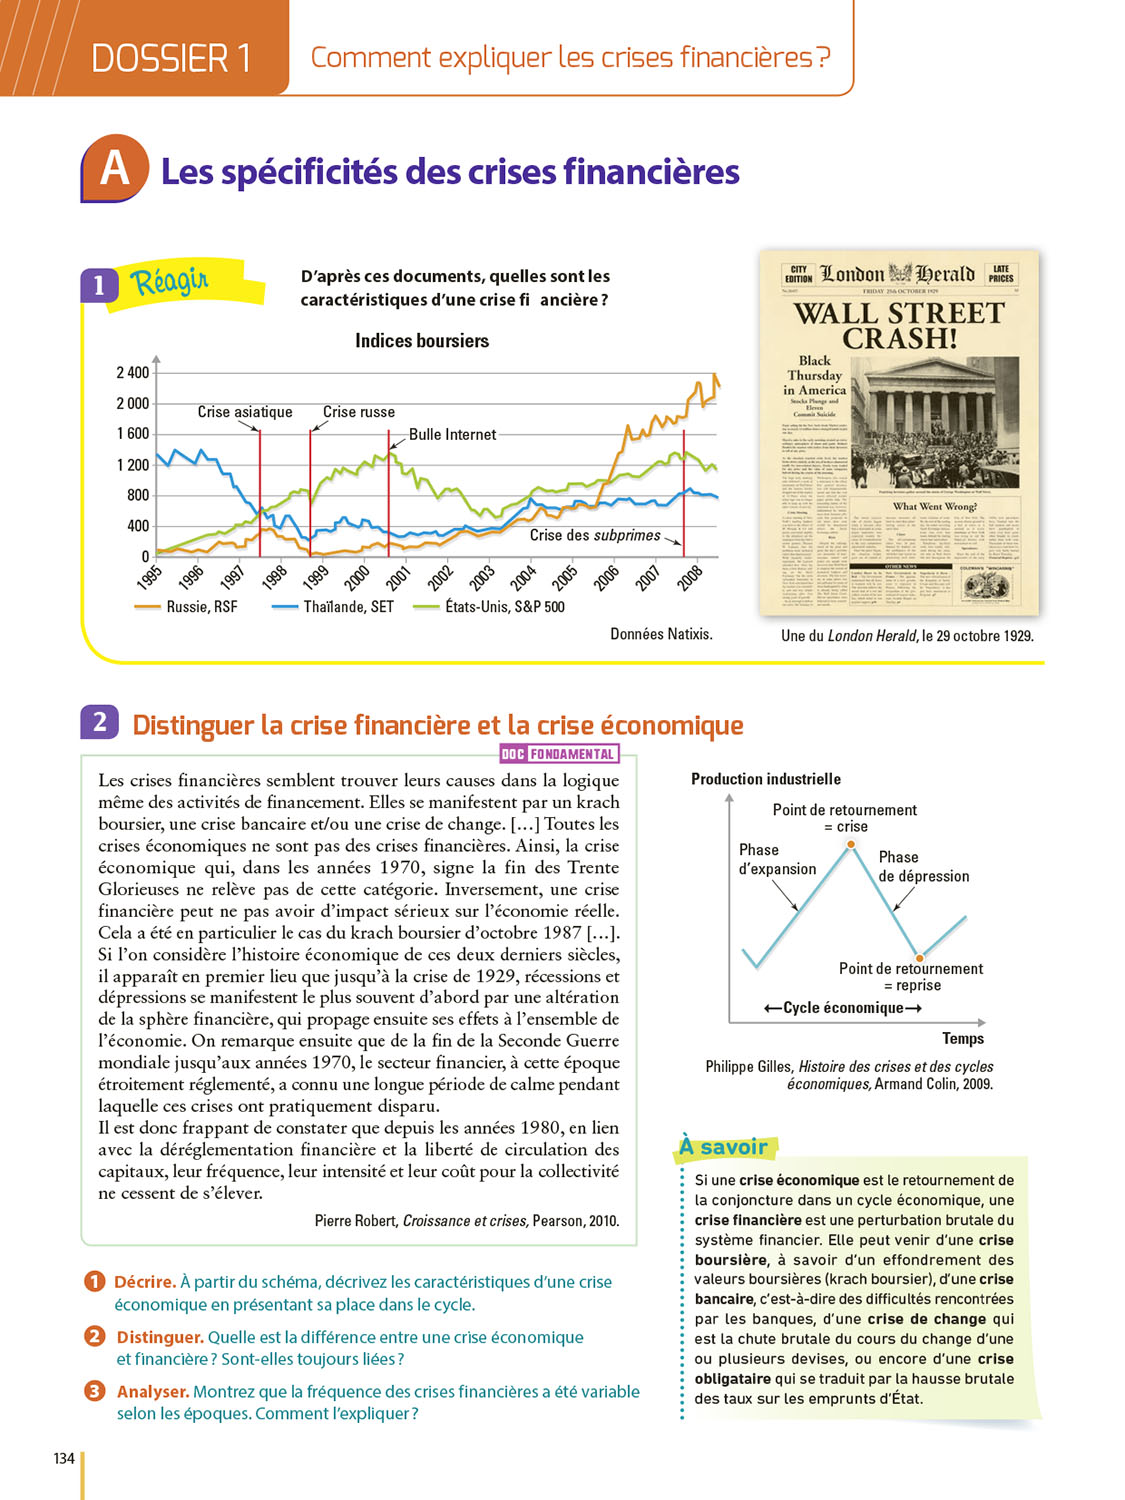 DOSSIER 1
Comment expliquer les crises financières ?
A
Les spécificités des crises financières
1
Réagir
D'après ces documents, quelles sont les
caractéristiques d'une crise fi ancière ?
Indices boursiers
2 400
2 000
1 600
1 200
800
400
0
Crise asiatique
Crise russe
Bulle Internet
Crise des subprimes
1995
1996
1997
1998
1999
2000
2001
2002
2003
2004
2005
2006
2007
2008
Russie, RSF
Thaïlande, SET
États-Unis, S&P 500
Données Natixis.
CITY
EDITION
London Herald
LATE
PRICES
FRIDAY 25th OCTOBER 1929
WALL STREET
CRASH!
Black
Thursday
in America
Stocks Plunge and
Eleven
Commit Suicide
What Went Wrong?
OTHER NEWS
Une du London Herald, le 29 octobre 1929.
2
Distinguer la crise financière et la crise économique
DOC FONDAMENTAL
Les crises financières semblent trouver leurs causes dans la logique
même des activités de financement. Elles se manifestent par un krach
boursier, une crise bancaire et/ou une crise de change. […] Toutes les
crises économiques ne sont pas des crises financières. Ainsi, la crise
économique qui, dans les années 1970, signe la fin des Trente
Glorieuses ne relève pas de cette catégorie. Inversement, une crise
financière peut ne pas avoir d'impact sérieux sur l'économie réelle.
Cela a été en particulier le cas du krach boursier d'octobre 1987 […].
Si l'on considère l'histoire économique de ces deux derniers siècles,
il apparaît en premier lieu que jusqu'à la crise de 1929, récessions et
dépressions se manifestent le plus souvent d'abord par une altération
de la sphère financière, qui propage ensuite ses effets à l'ensemble de
l'économie. On remarque ensuite que de la fin de la Seconde Guerre
mondiale jusqu'aux années 1970, le secteur financier, à cette époque
étroitement réglementé, a connu une longue période de calme pendant
laquelle ces crises ont pratiquement disparu.
Il est donc frappant de constater que depuis les années 1980, en lien
avec la déréglementation financière et la liberté de circulation des
capitaux, leur fréquence, leur intensité et leur coût pour la collectivité
ne cessent de s'élever.
Pierre Robert, Croissance et crises, Pearson, 2010.
Production industrielle
Point de retournement
= crise
Phase
d'expansion
Phase
de dépression
Point de retournement
= reprise
←Cycle économique→
Temps
Philippe Gilles, Histoire des crises et des cycles
économiques, Armand Colin, 2009.
1 Décrire. À partir du schéma, décrivez les caractéristiques d'une crise
économique en présentant sa place dans le cycle.
2 Distinguer. Quelle est la différence entre une crise économique
et financière ? Sont-elles toujours liées ?
3 Analyser. Montrez que la fréquence des crises financières a été variable
selon les époques. Comment l'expliquer ?
À savoir
Si une crise économique est le retournement de
la conjoncture dans un cycle économique, une
crise financière est une perturbation brutale du
système financier. Elle peut venir d'une crise
boursière, à savoir d'un effondrement des
valeurs boursières (krach boursier), d'une crise
bancaire, c'est-à-dire des difficultés rencontrées
par les banques, d'une crise de change qui
est la chute brutale du cours du change d'une
ou plusieurs devises, ou encore d'une crise
obligataire qui se traduit par la hausse brutale
des taux sur les emprunts d'État.
134